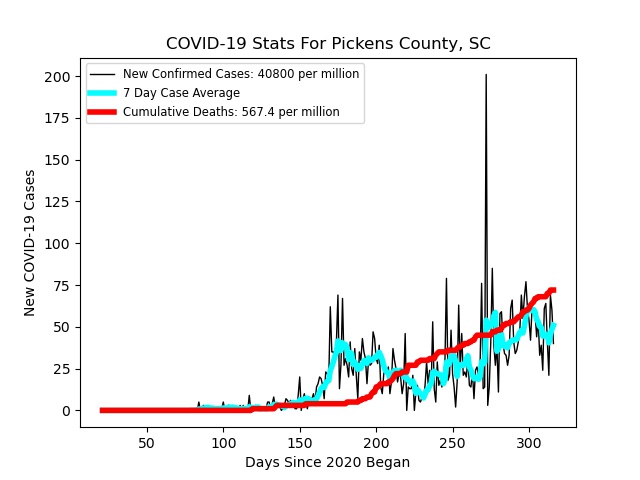 COVID-19 Stats For Pickens County, SC
New Confirmed Cases: 40800 per million
7 Day Case Average
Cumulative Deaths: 567.4 per million
New COVID-19 Cases
200
175
150
125
100
75
50
25
0
50 100 150 200 250 300
Days Since 2020 Began